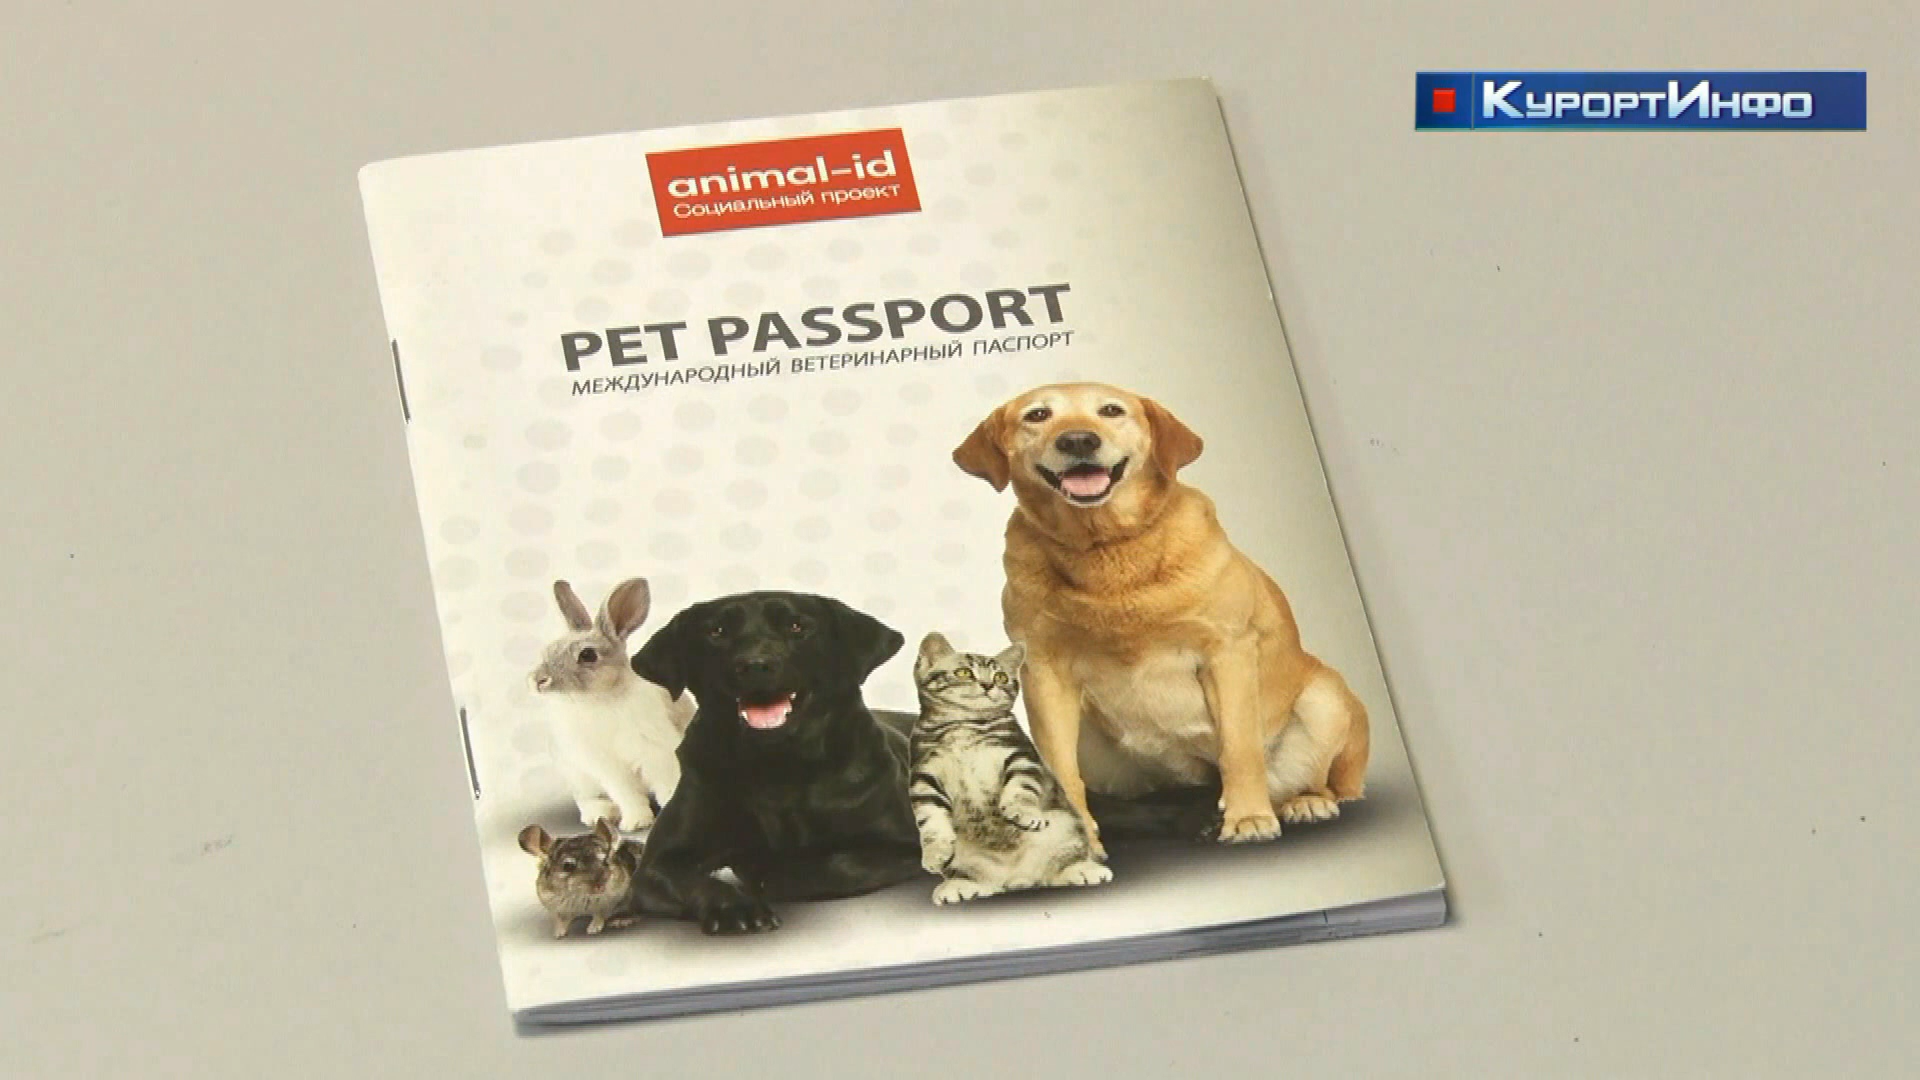 КурортИнфо
animal-id
Социальный проект
PET PASSPORT
МЕЖДУНАРОДНЫЙ ВЕТЕРИНАРНЫЙ ПАСПОРТ